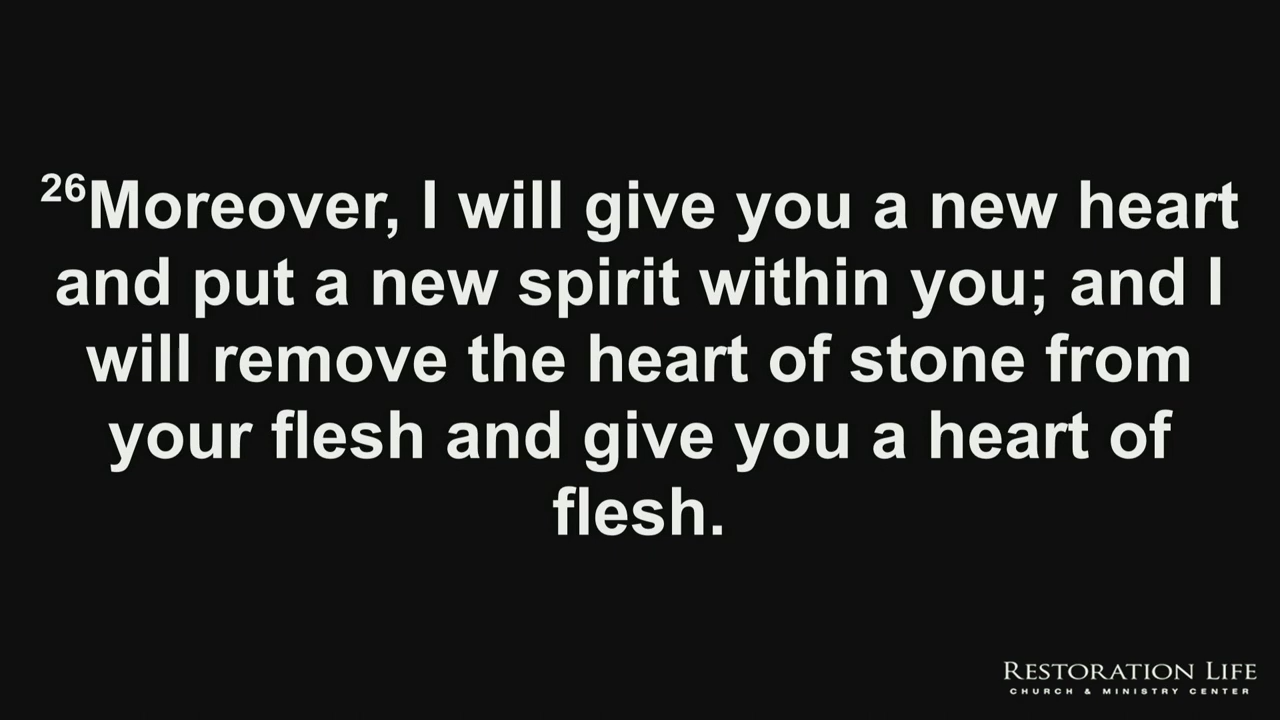 26Moreover, I will give you a new heart
and put a new spirit within you; and I
will remove the heart of stone from
your flesh and give you a heart of
flesh.
RESTORATION LIFE
CHURCH & MINISTRY CENTER